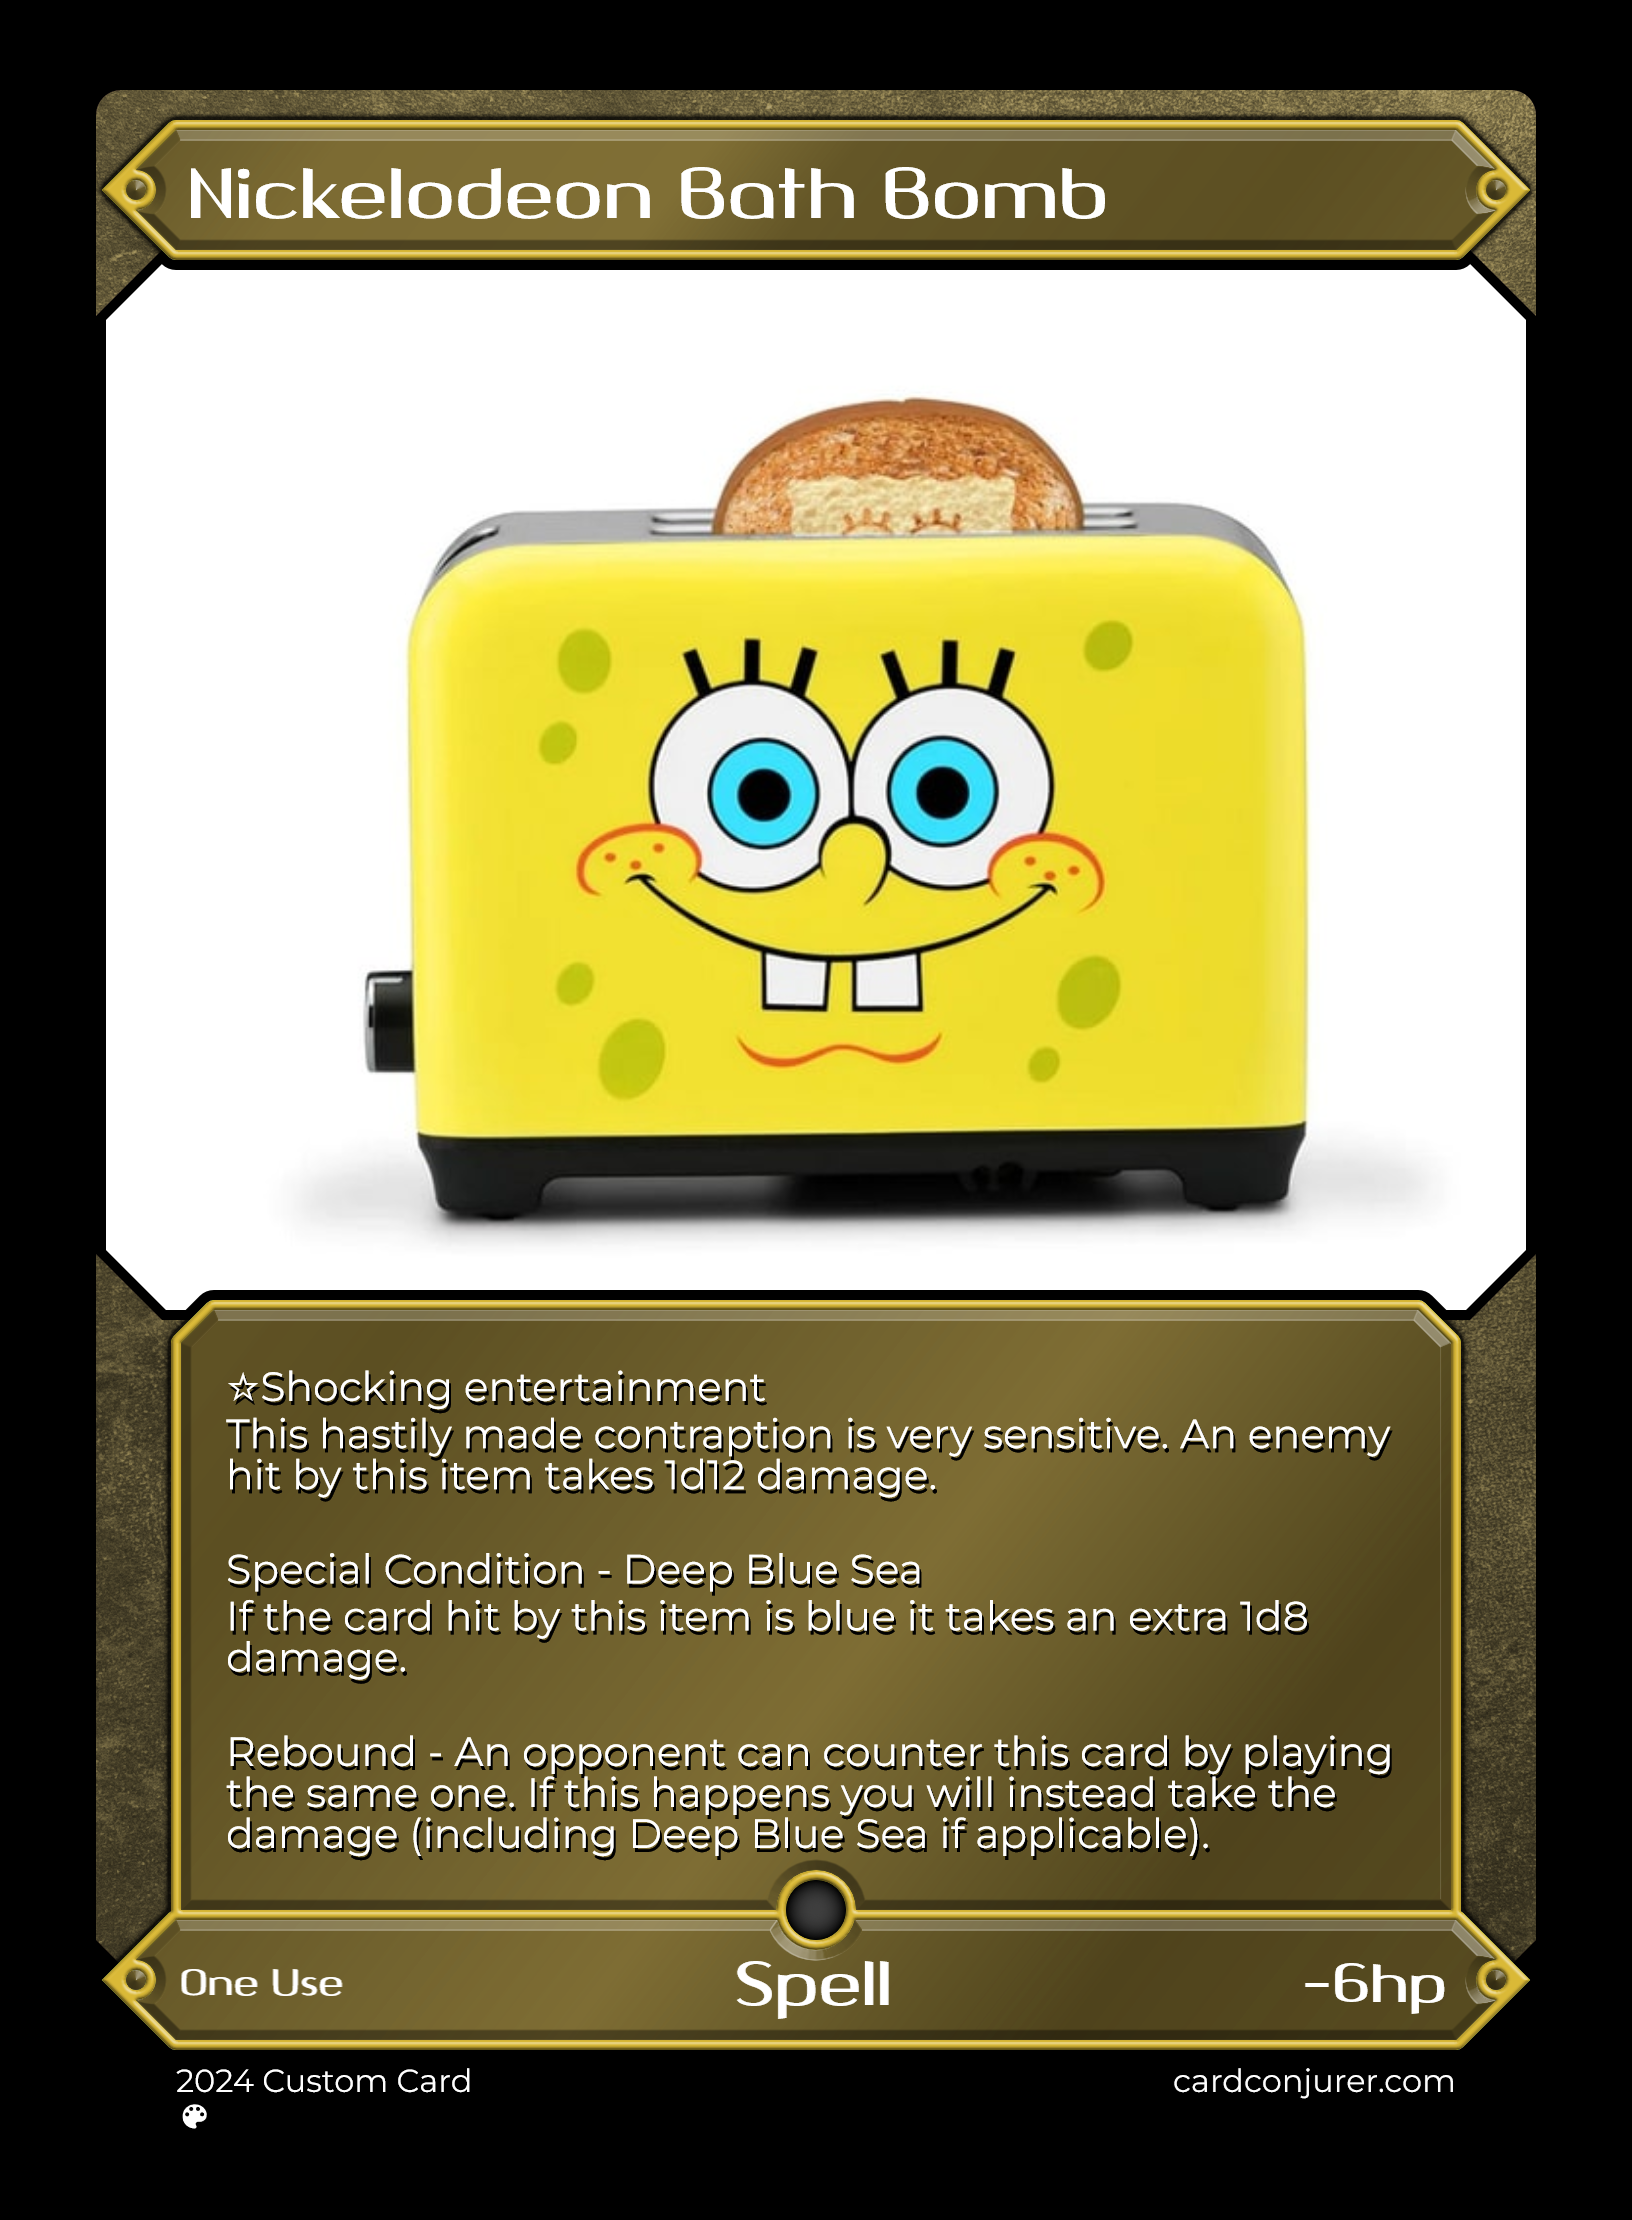 Nickelodeon Bath Bomb
☆Shocking entertainment
This hastily made contraption is very sensitive. An enemy
hit by this item takes 1d12 damage.
Special Condition - Deep Blue Sea
If the card hit by this item is blue it takes an extra 1d8
damage.
Rebound - An opponent can counter this card by playing
the same one. If this happens you will instead take the
damage (including Deep Blue Sea if applicable).
One Use
Spell
-6hp
2024 Custom Card
cardconjurer.com